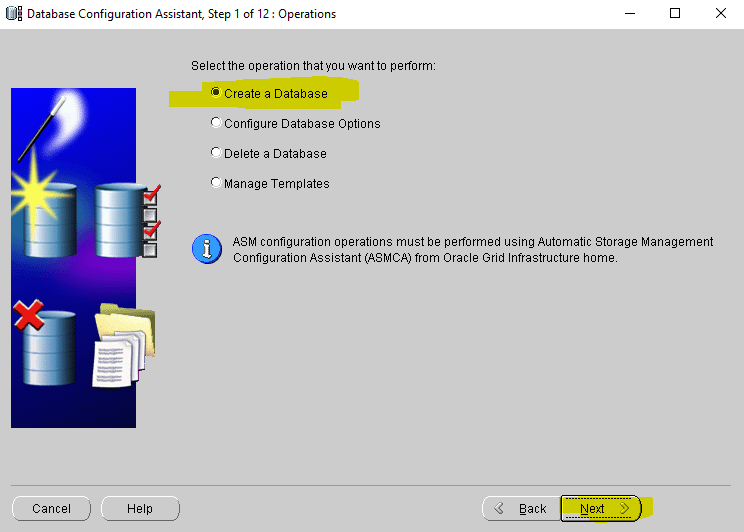 Database Configuration Assistant, Step 1 of 12 : Operations
Select the operation that you want to perform:
Create a Database
Configure Database Options
Delete a Database
Manage Templates
ASM configuration operations must be performed using Automatic Storage Management
Configuration Assistant (ASMCA) from Oracle Grid Infrastructure home.
Cancel
Help
Back
Next